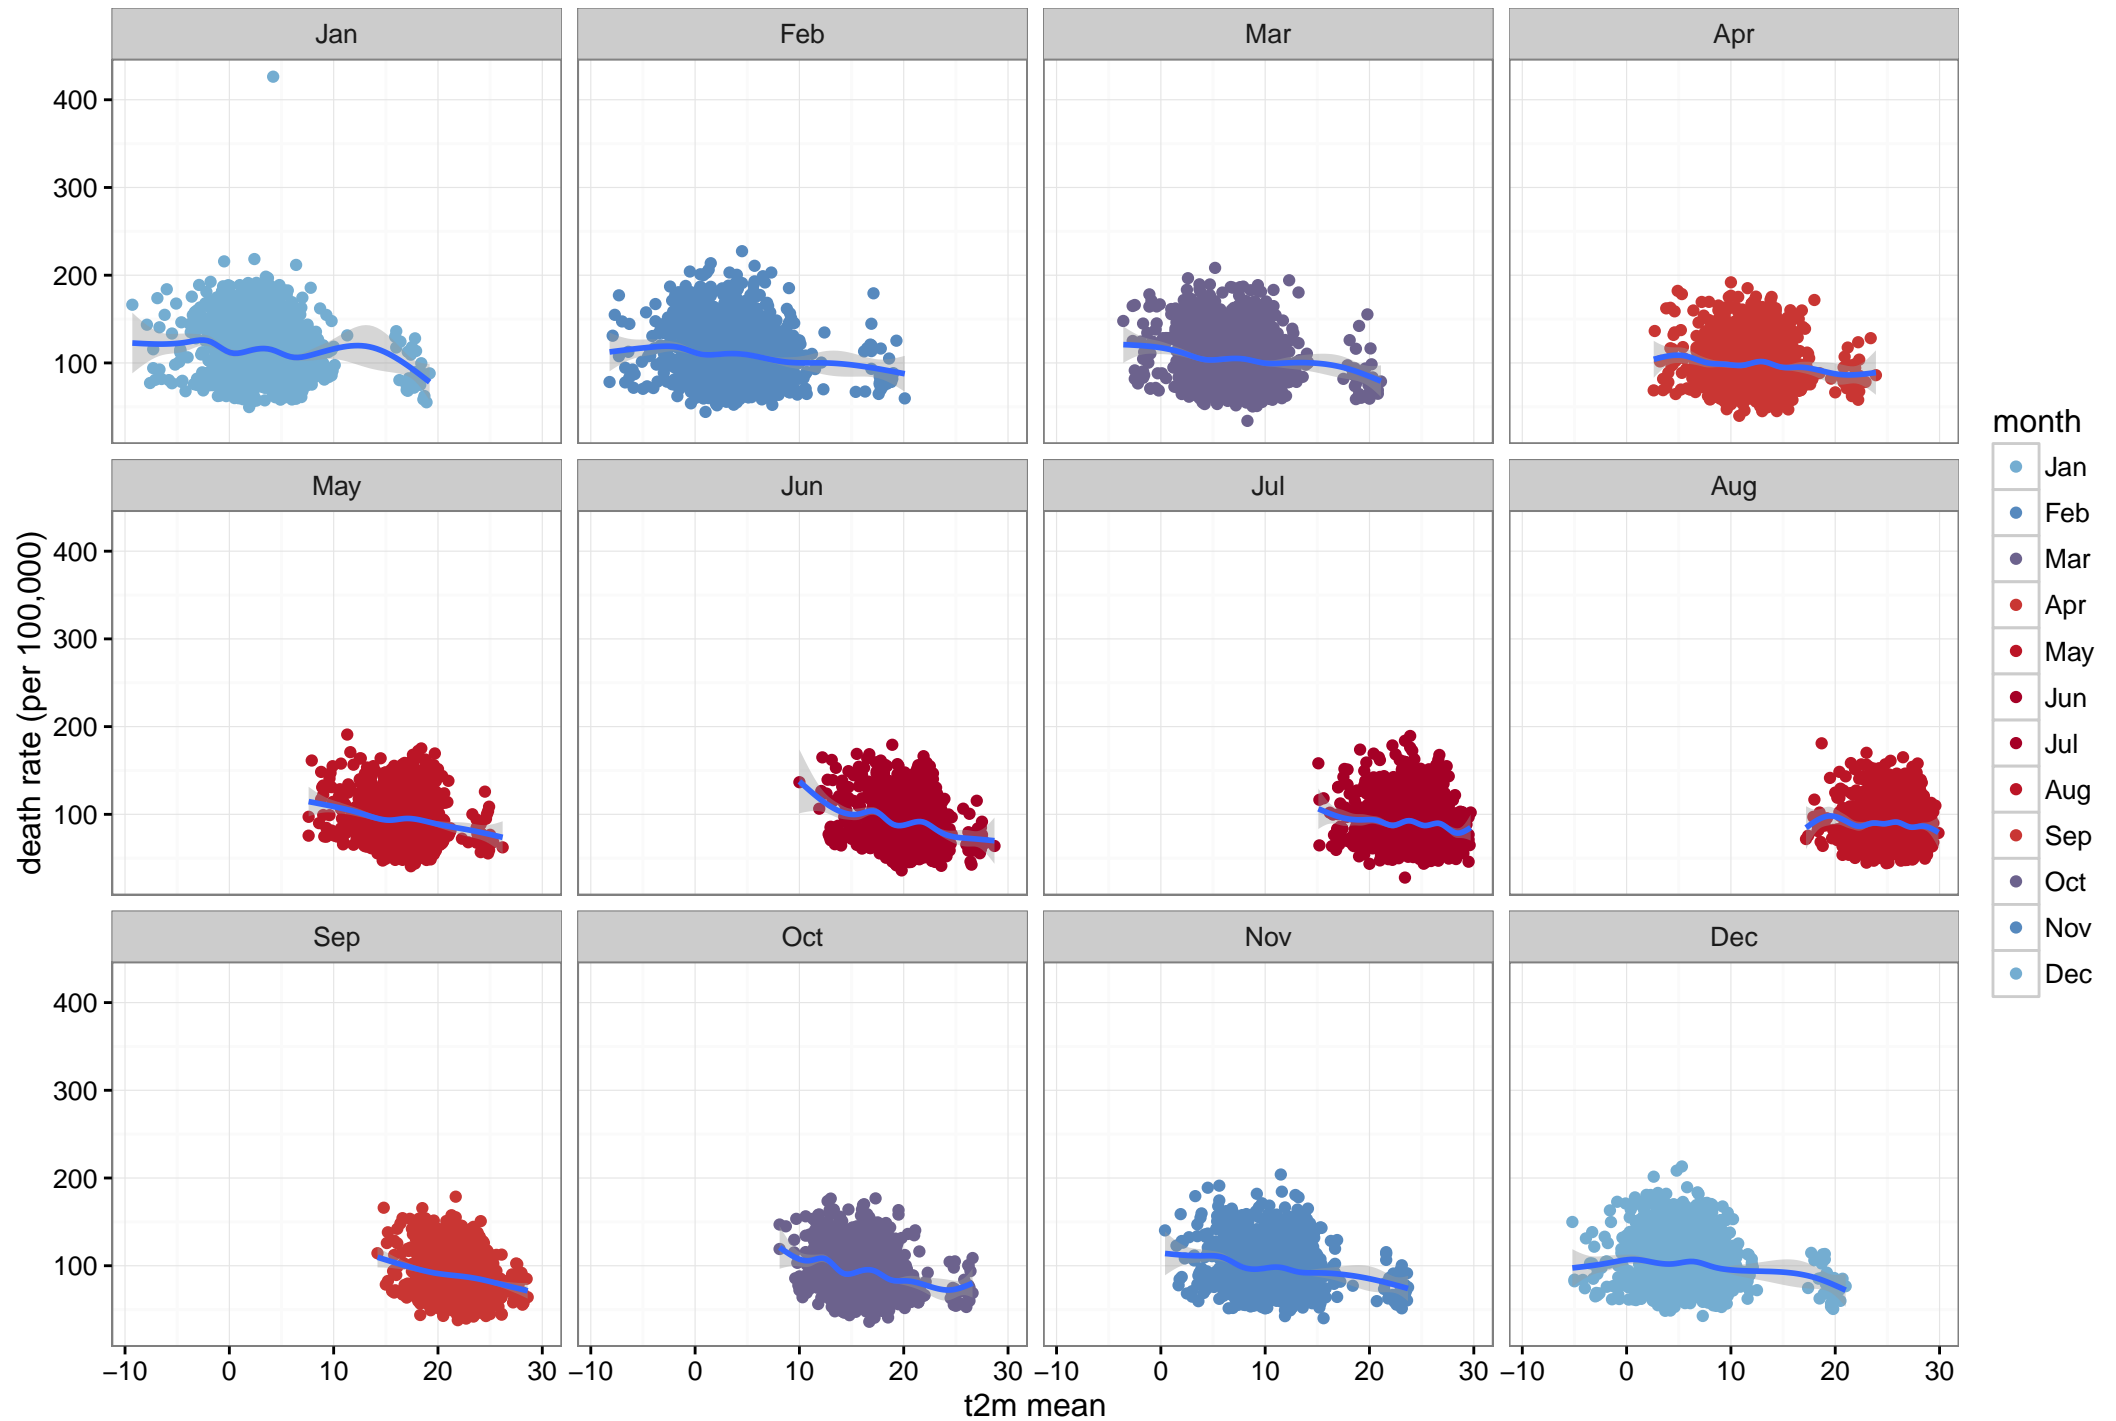 Jan Feb Mar Apr
400
300
200
100
May Jun Jul Aug
400
300
200
100
Sep Oct Nov Dec
400
300
200
100
−10 0 10 20 30 −10 0 10 20 30 −10 0 10 20 30 −10 0 10 20 30
t2m mean
death rate (per 100,000)
month
Jan
Feb
Mar
Apr
May
Jun
Jul
Aug
Sep
Oct
Nov
Dec